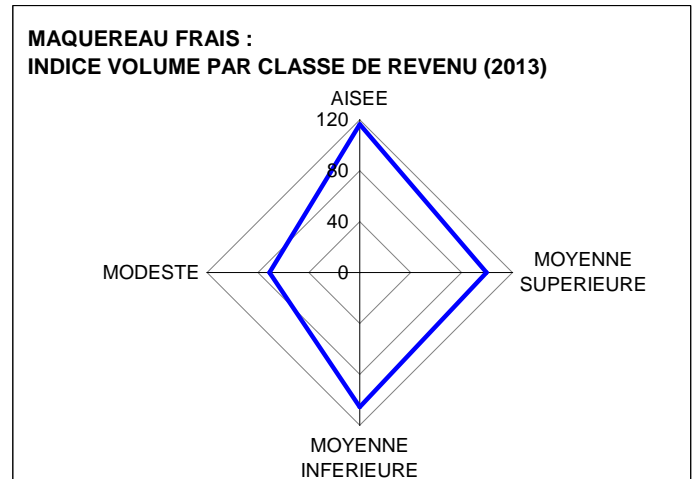 MAQUEREAU FRAIS :
INDICE VOLUME PAR CLASSE DE REVENU (2013)
AISEE
120
80
40
0
MODESTE
MOYENNE
SUPERIEURE
MOYENNE
INFERIEURE